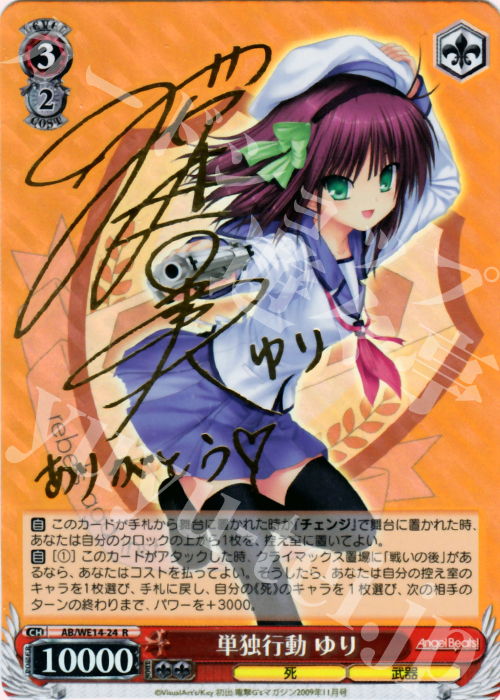 LEVEL
3
2
COST
櫻井浩美
ゆり
ありがとう♡
自 このカードが手札から舞台に置かれた時か「チェンジ」で舞台に置かれた時、
あなたは自分のクロックの上から1枚を、控え室に置いてよい。
自 [①] このカードがアタックした時、クライマックス置場に「戦いの後」があ
るなら、あなたはコストを払ってよい。そうしたら、あなたは自分の控え室
のキャラを1枚選び、手札に戻し、自分の《死》のキャラを1枚選び、次の相手の
ターンの終わりまで、パワーを+3000。
CH AB/WE14-24 R
POWER
10000
単独行動 ゆり
Angel Beats!
死
武器
©VisualArt's/Key 初出:電撃G'sマガジン2009年11月号